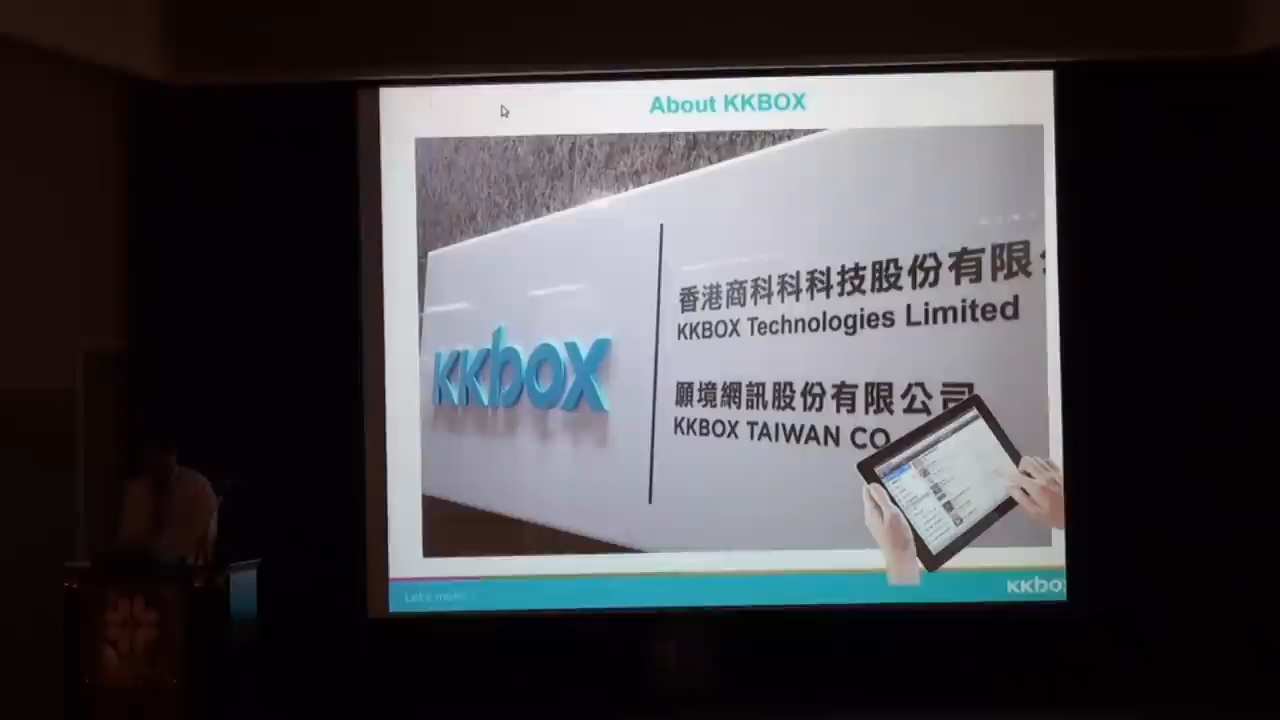 About KKBOX
kkbox
香港商科科科技股份有限
KKBOX Technologies Limited
願境網訊股份有限公司
KKBOX TAIWAN CO
kkbo